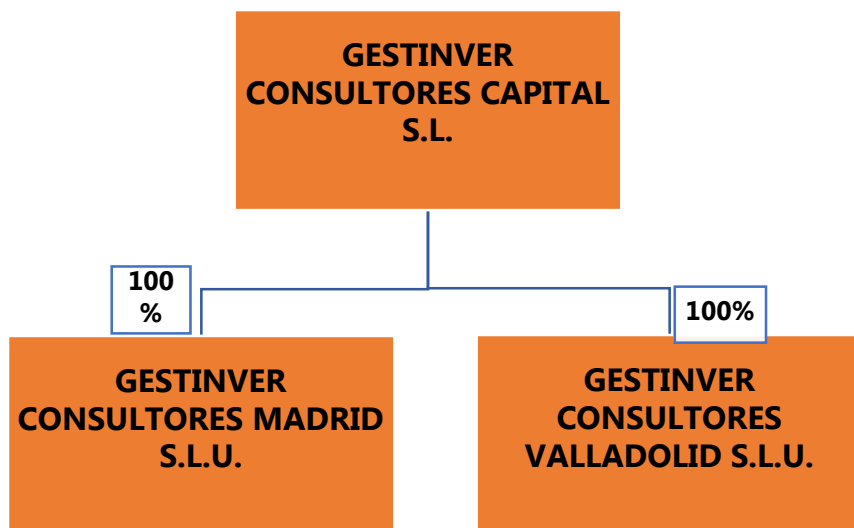 GESTINVER
CONSULTORES CAPITAL
S.L.
100
%
100%
GESTINVER
CONSULTORES MADRID
S.L.U.
GESTINVER
CONSULTORES
VALLADOLID S.L.U.